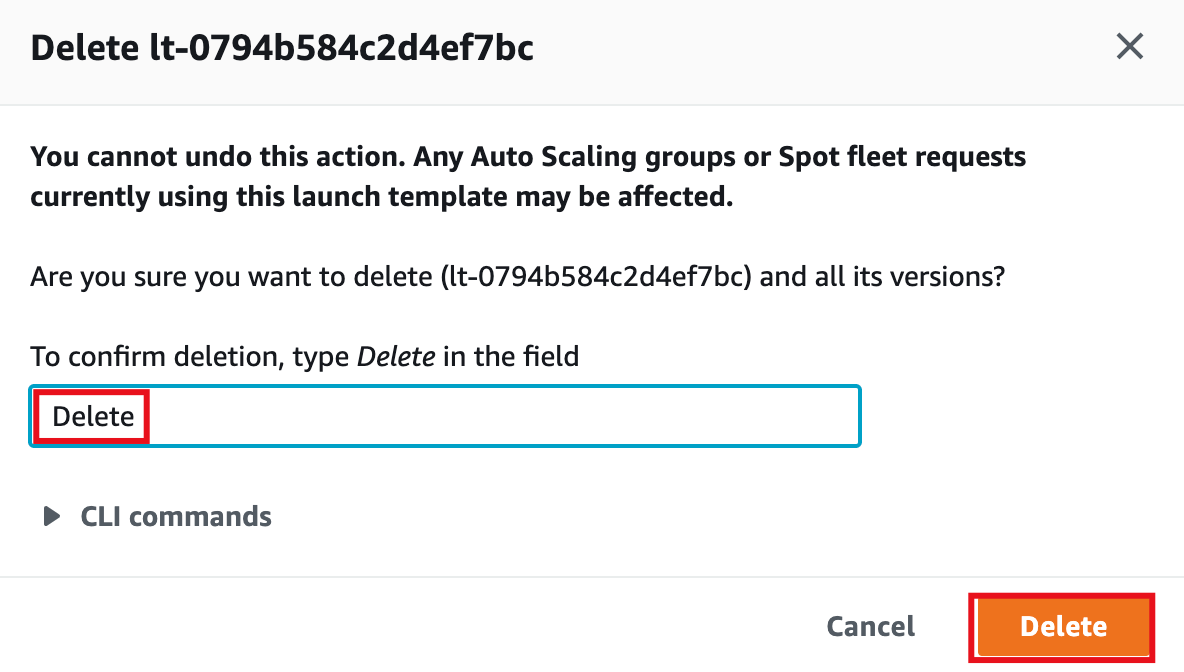 Delete lt-0794b584c2d4ef7bc
You cannot undo this action. Any Auto Scaling groups or Spot fleet requests
currently using this launch template may be affected.
Are you sure you want to delete (lt-0794b584c2d4ef7bc) and all its versions?
To confirm deletion, type Delete in the field
Delete
CLI commands
Cancel
Delete